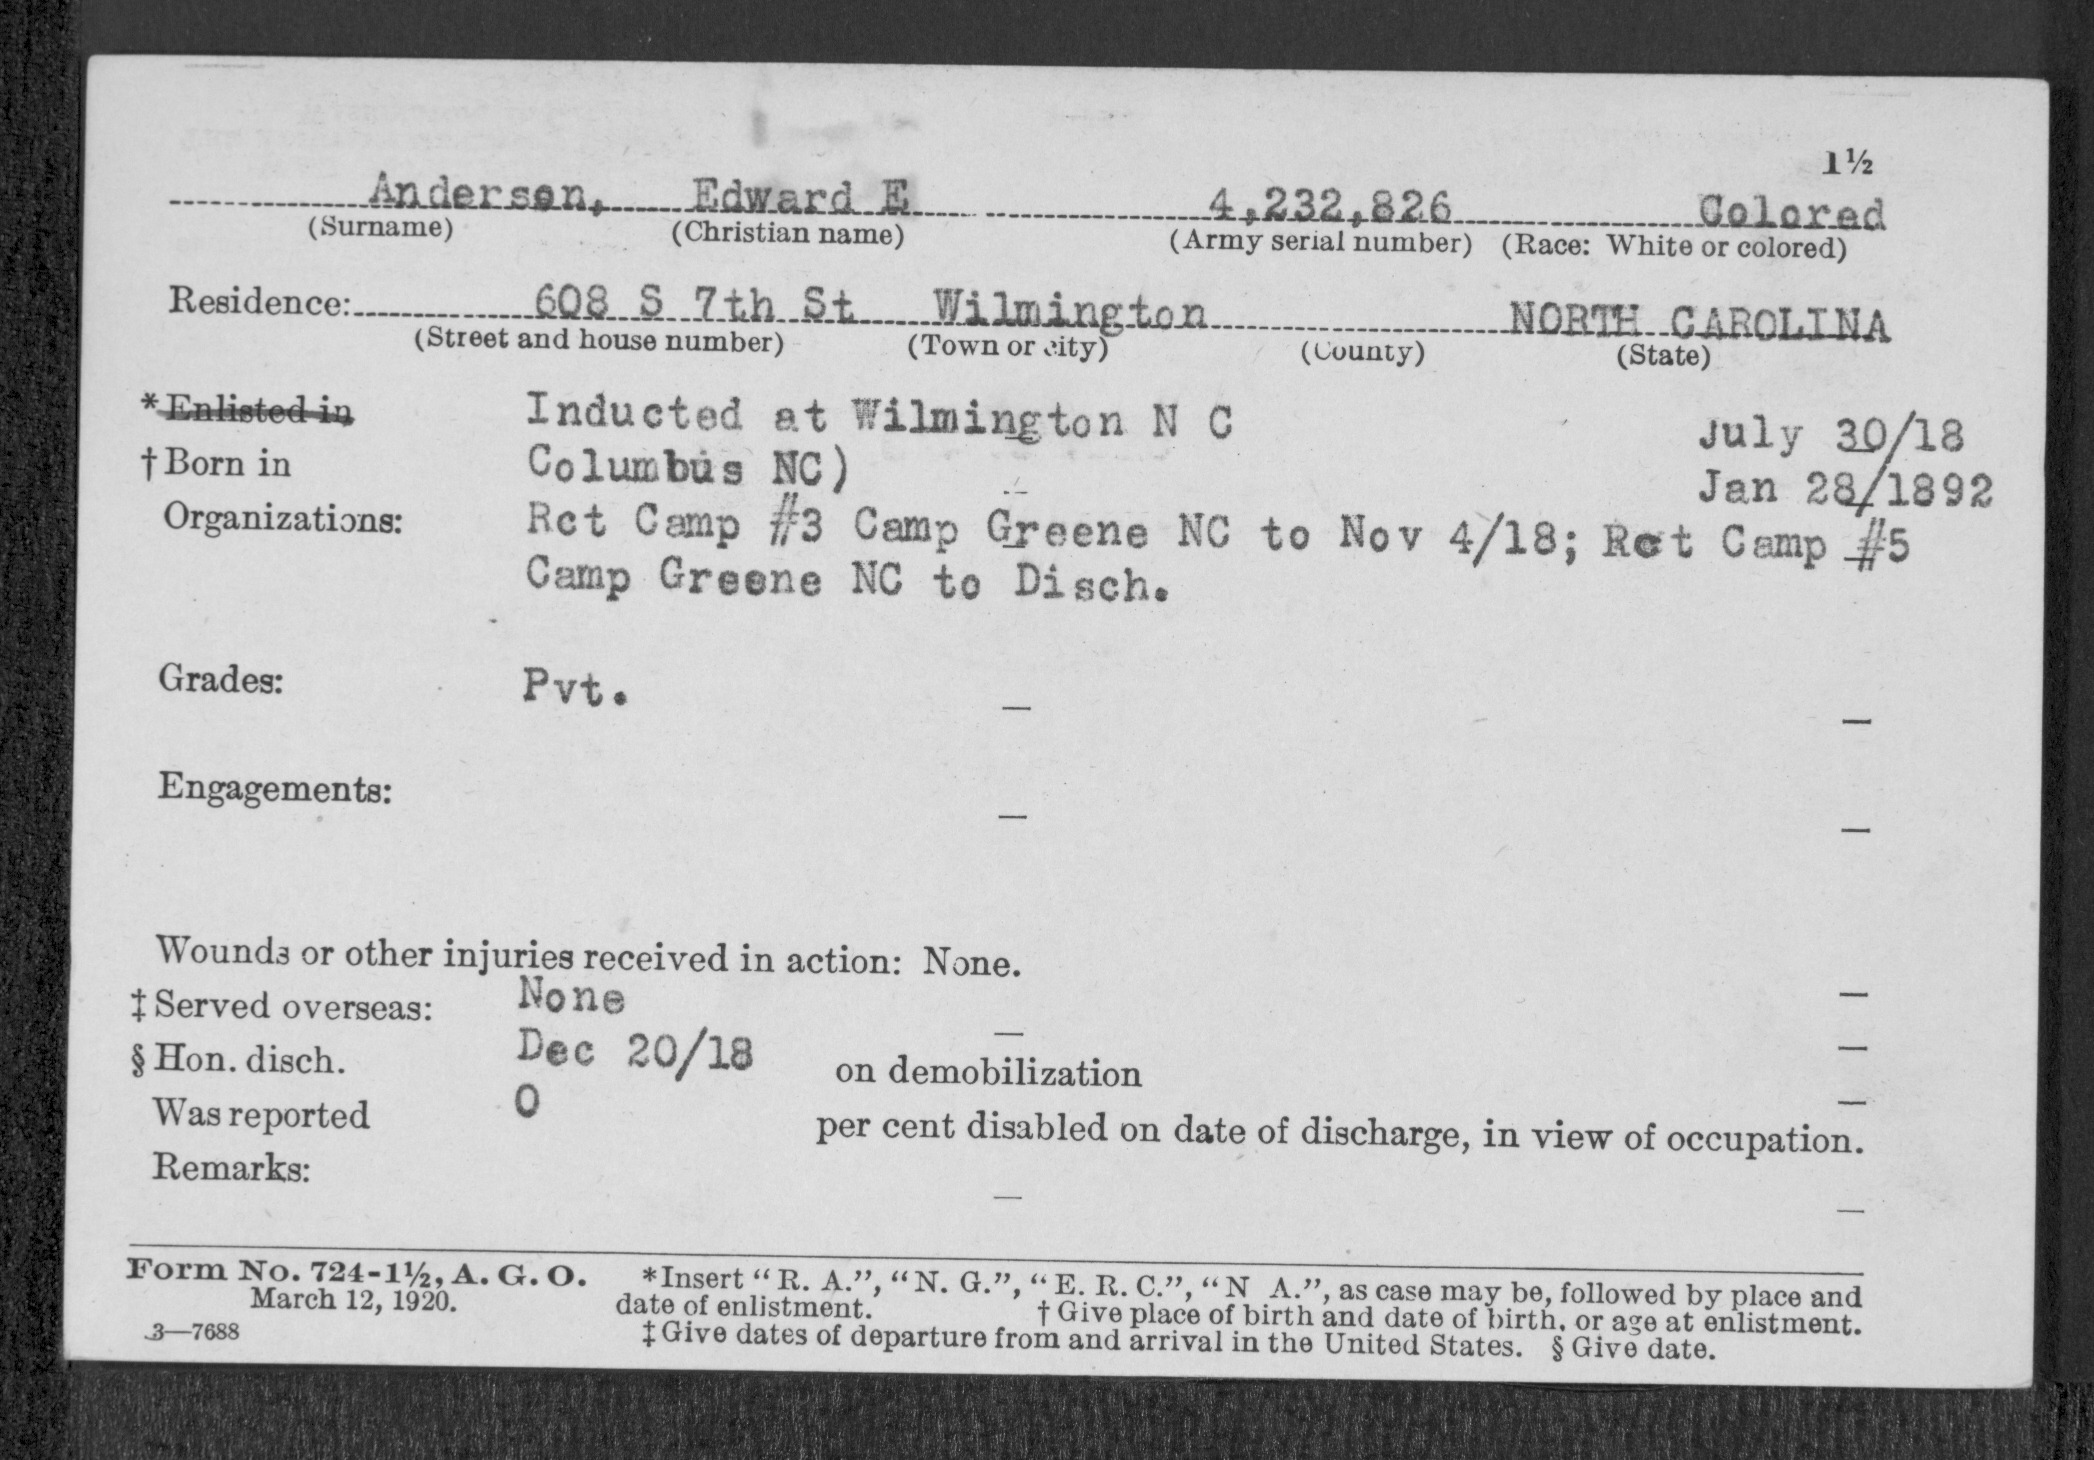 1½
Anderson, Edward E 4,232,826 Colored
(Surname) (Christian name) (Army serial number) (Race: White or colored)
Residence: 608 S 7th St Wilmington NORTH CAROLINA
(Street and house number) (Town or city) (County) (State)
*Enlisted in Inducted at Wilmington N C July 30/18
†Born in Columbus NC) Jan 28/1892
Organizations: Rct Camp #3 Camp Greene NC to Nov 4/18; Rct Camp #5
Camp Greene NC to Disch.
Grades: Pvt. — —
Engagements: — —
Wounds or other injuries received in action: None. —
‡Served overseas: None — —
§Hon. disch. Dec 20/18 on demobilization —
Was reported 0 per cent disabled on date of discharge, in view of occupation.
Remarks: — —
Form No. 724-1½, A. G. O. *Insert “R. A.”, “N. G.”, “E. R. C.”, “N A.”, as case may be, followed by place and
March 12, 1920. date of enlistment. †Give place of birth and date of birth, or age at enlistment.
3—7688 ‡Give dates of departure from and arrival in the United States. §Give date.